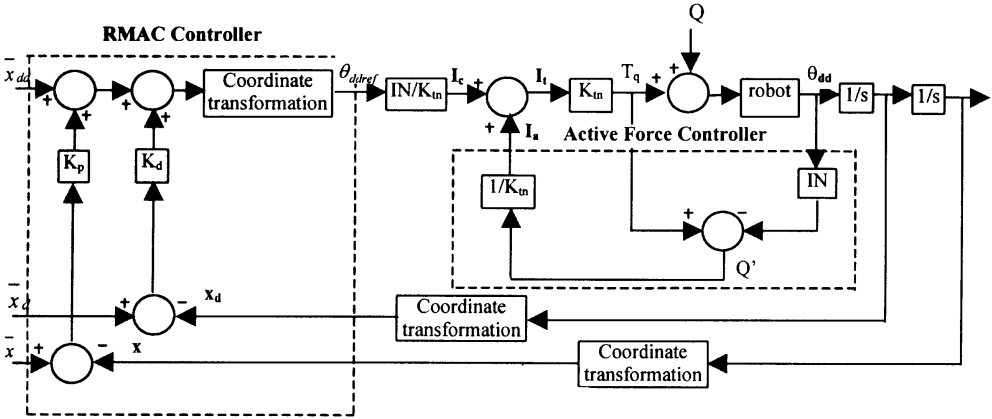 Q
RMAC Controller
x̄dd
+
+
+
+
Coordinate
transformation
θddref
IN/Ktn
Ic
+
+
It
Ia
Ktn
Tq
+
+
robot
θdd
1/s
1/s
Active Force Controller
Kp
Kd
1/Ktn
IN
+
−
Q’
x̄d
+
−
xd
Coordinate
transformation
x̄
+
−
x
Coordinate
transformation